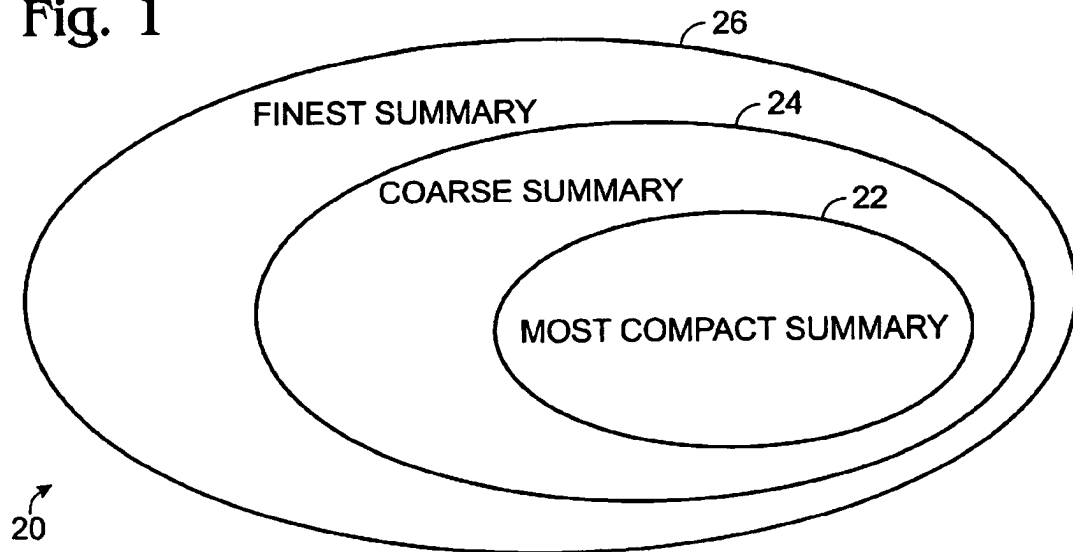 Fig. 1
26
FINEST SUMMARY
24
COARSE SUMMARY
22
MOST COMPACT SUMMARY
20